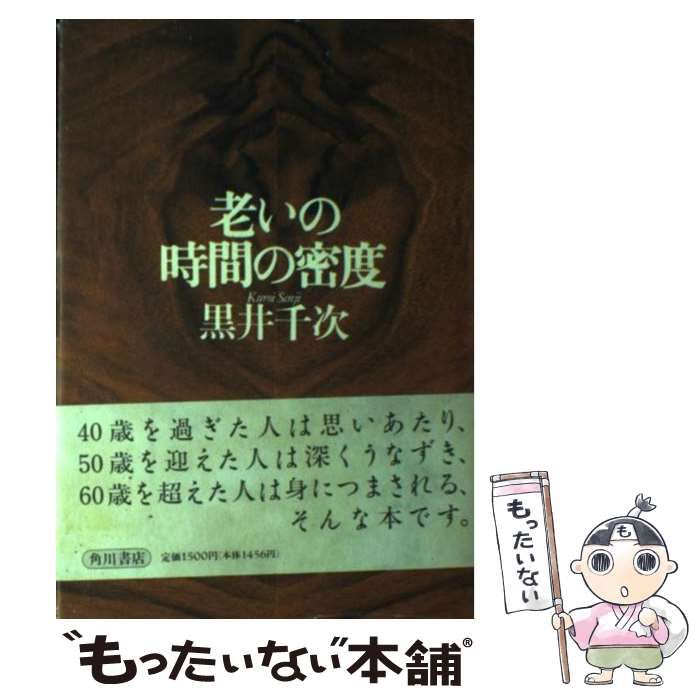 老いの
時間の密度
Kuroi Senji
黒井千次
40歳を過ぎた人は思いあたり、
50歳を迎えた人は深くうなずき、
60歳を超えた人は身につまされる、
そんな本です。
角川書店 定価1500円(本体1456円)
も
もったいない
“もったいない本舗®